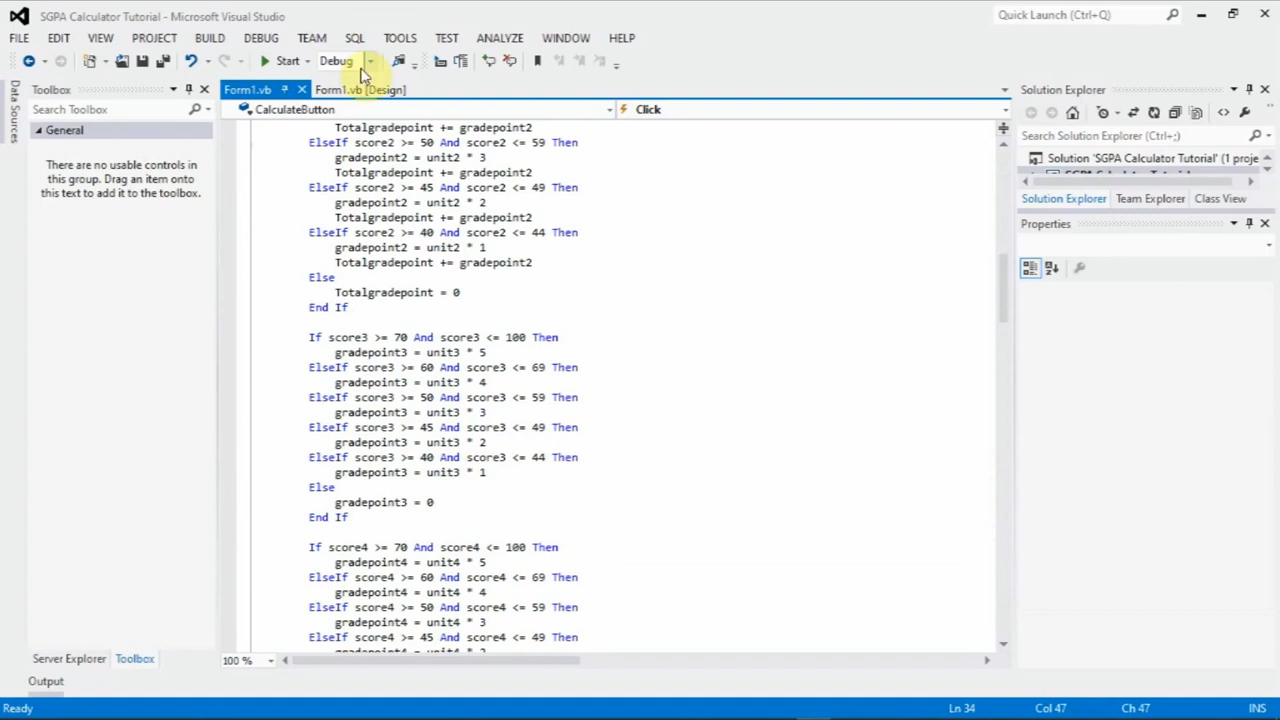 SGPA Calculator Tutorial - Microsoft Visual Studio
Quick Launch (Ctrl+Q)
FILE EDIT VIEW PROJECT BUILD DEBUG TEAM SQL TOOLS TEST ANALYZE WINDOW HELP
Start Debug
Data Sources
Toolbox
Search Toolbox
General
There are no usable controls in
this group. Drag an item onto
this text to add it to the toolbox.
Server Explorer Toolbox
Form1.vb Form1.vb [Design]
CalculateButton Click
Totalgradepoint += gradepoint2
ElseIf score2 >= 50 And score2 <= 59 Then
gradepoint2 = unit2 * 3
Totalgradepoint += gradepoint2
ElseIf score2 >= 45 And score2 <= 49 Then
gradepoint2 = unit2 * 2
Totalgradepoint += gradepoint2
ElseIf score2 >= 40 And score2 <= 44 Then
gradepoint2 = unit2 * 1
Totalgradepoint += gradepoint2
Else
Totalgradepoint = 0
End If
If score3 >= 70 And score3 <= 100 Then
gradepoint3 = unit3 * 5
ElseIf score3 >= 60 And score3 <= 69 Then
gradepoint3 = unit3 * 4
ElseIf score3 >= 50 And score3 <= 59 Then
gradepoint3 = unit3 * 3
ElseIf score3 >= 45 And score3 <= 49 Then
gradepoint3 = unit3 * 2
ElseIf score3 >= 40 And score3 <= 44 Then
gradepoint3 = unit3 * 1
Else
gradepoint3 = 0
End If
If score4 >= 70 And score4 <= 100 Then
gradepoint4 = unit4 * 5
ElseIf score4 >= 60 And score4 <= 69 Then
gradepoint4 = unit4 * 4
ElseIf score4 >= 50 And score4 <= 59 Then
gradepoint4 = unit4 * 3
ElseIf score4 >= 45 And score4 <= 49 Then
100 %
Solution Explorer
Search Solution Explorer (Ctrl+;)
Solution 'SGPA Calculator Tutorial' (1 proje
Solution Explorer Team Explorer Class View
Properties
Output
Ready Ln 34 Col 47 Ch 47 INS